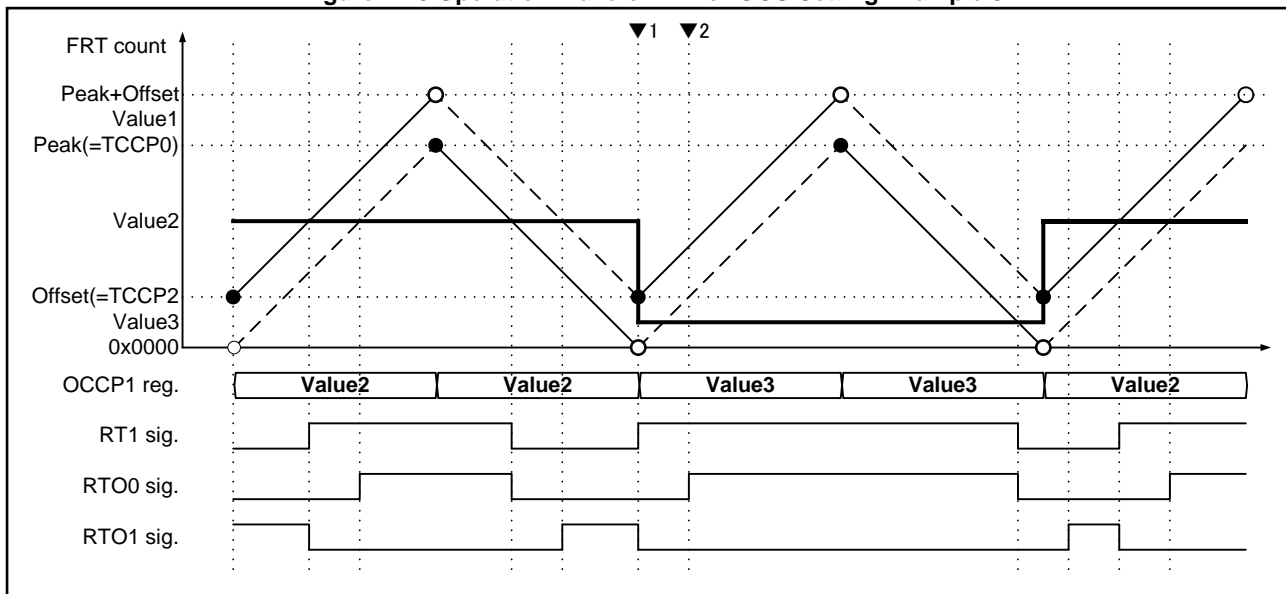 FRT count
▼1 ▼2
Peak+Offset
Value1
Peak(=TCCP0)
Value2
Offset(=TCCP2
Value3
0x0000
OCCP1 reg. Value2 Value2 Value3 Value3 Value2
RT1 sig.
RTO0 sig.
RTO1 sig.